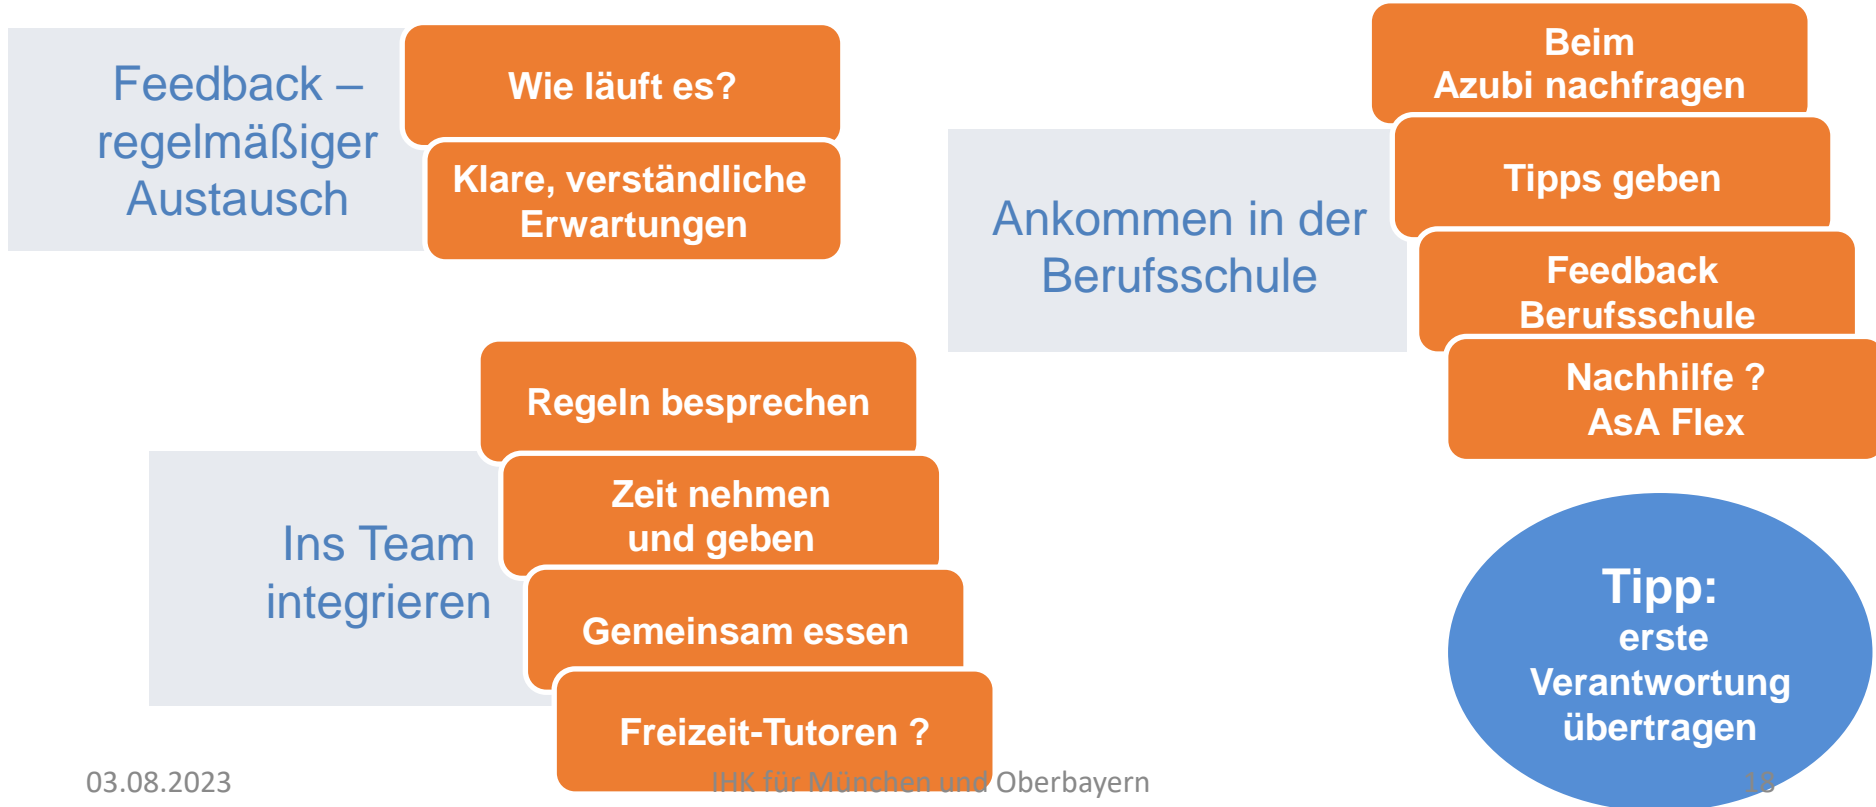 Feedback –
regelmäßiger
Austausch
Wie läuft es?
Klare, verständliche
Erwartungen
Ankommen in der
Berufsschule
Beim
Azubi nachfragen
Tipps geben
Feedback
Berufsschule
Nachhilfe ?
AsA Flex
Ins Team
integrieren
Regeln besprechen
Zeit nehmen
und geben
Gemeinsam essen
Freizeit-Tutoren ?
Tipp:
erste
Verantwortung
übertragen
03.08.2023
IHK für München und Oberbayern
18